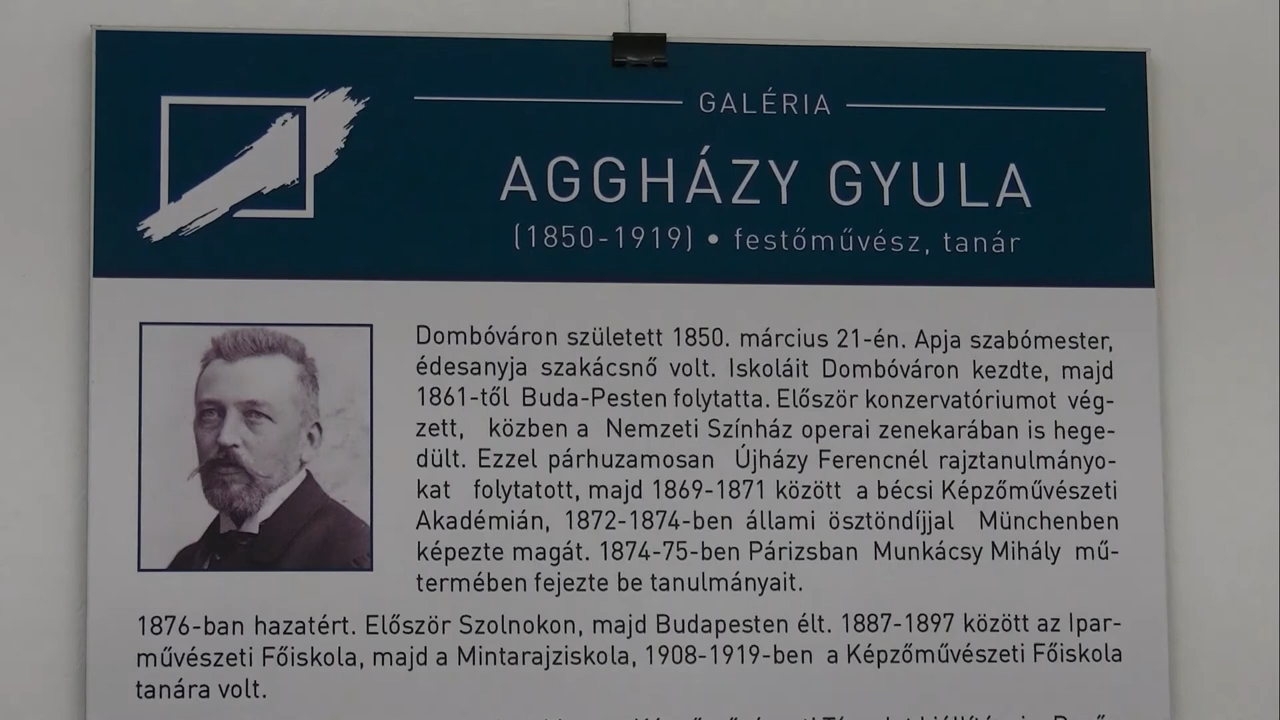 GALÉRIA
AGGHÁZY GYULA
(1850-1919) • festőművész, tanár
Dombóváron született 1850. március 21-én. Apja szabómester,
édesanyja szakácsnő volt. Iskoláit Dombóváron kezdte, majd
1861-től Buda-Pesten folytatta. Először konzervatóriumot vég-
zett, közben a Nemzeti Színház operai zenekarában is hege-
dült. Ezzel párhuzamosan Újházy Ferencnél rajztanulmányo-
kat folytatott, majd 1869-1871 között a bécsi Képzőművészeti
Akadémián, 1872-1874-ben állami ösztöndíjjal Münchenben
képezte magát. 1874-75-ben Párizsban Munkácsy Mihály mű-
termében fejezte be tanulmányait.
1876-ban hazatért. Először Szolnokon, majd Budapesten élt. 1887-1897 között az Ipar-
művészeti Főiskola, majd a Mintarajziskola, 1908-1919-ben a Képzőművészeti Főiskola
tanára volt.